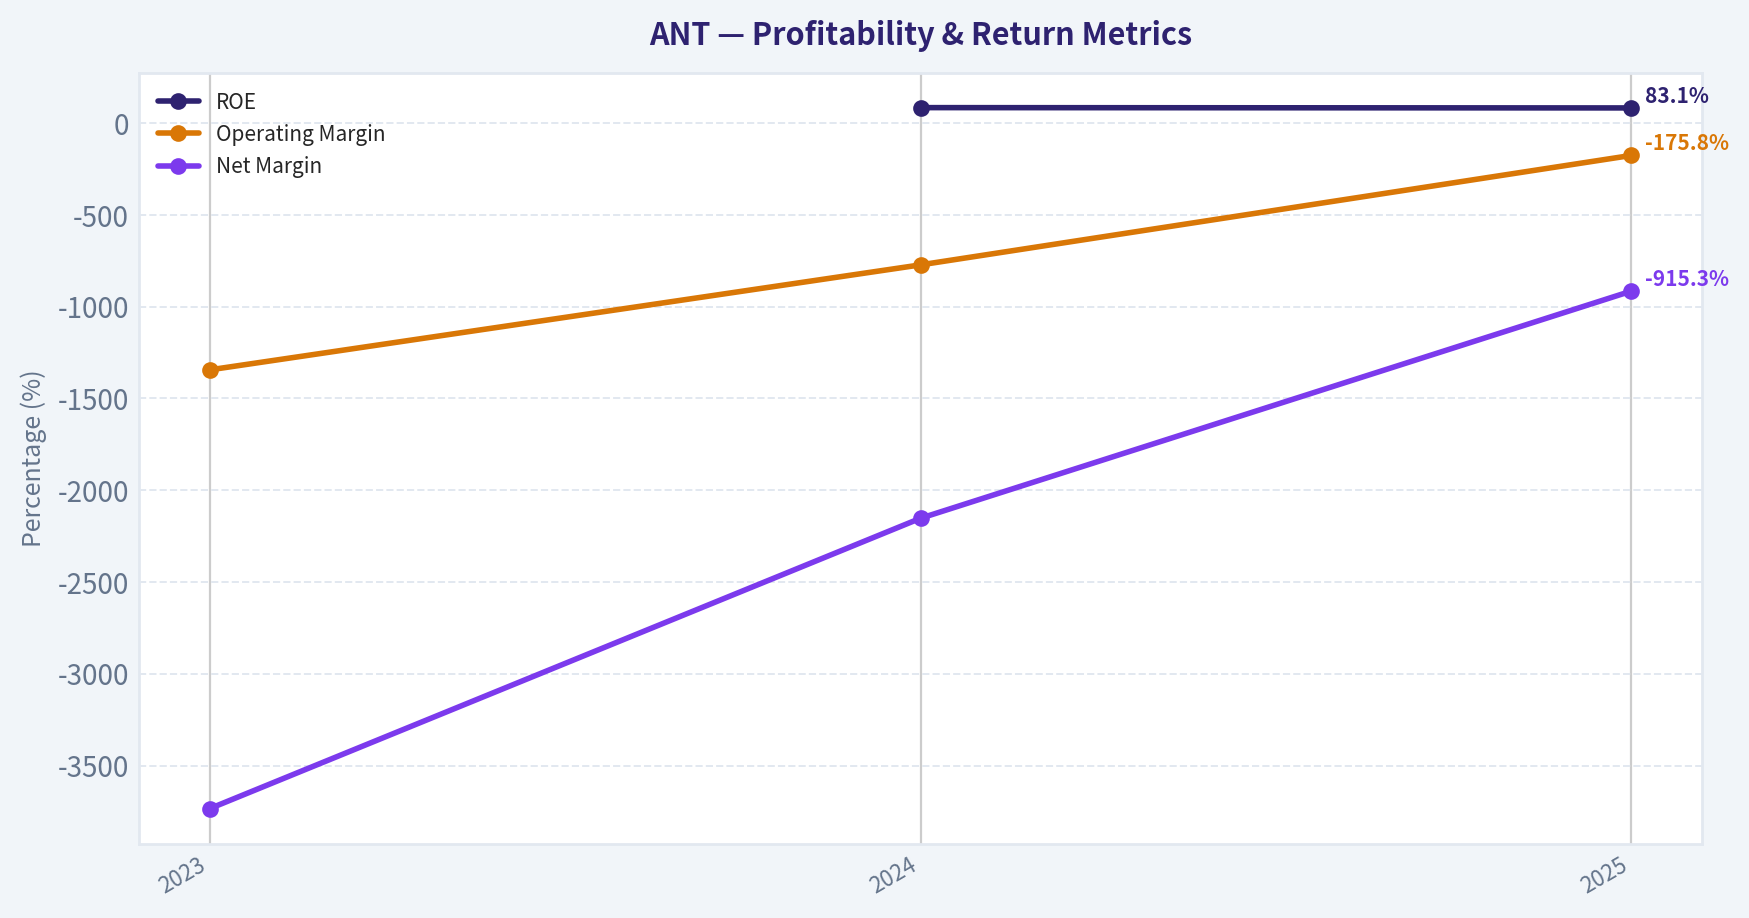 ANT — Profitability & Return Metrics
ROE
Operating Margin
Net Margin
83.1%
-175.8%
-915.3%
Percentage (%)
0
-500
-1000
-1500
-2000
-2500
-3000
-3500
2023
2024
2025